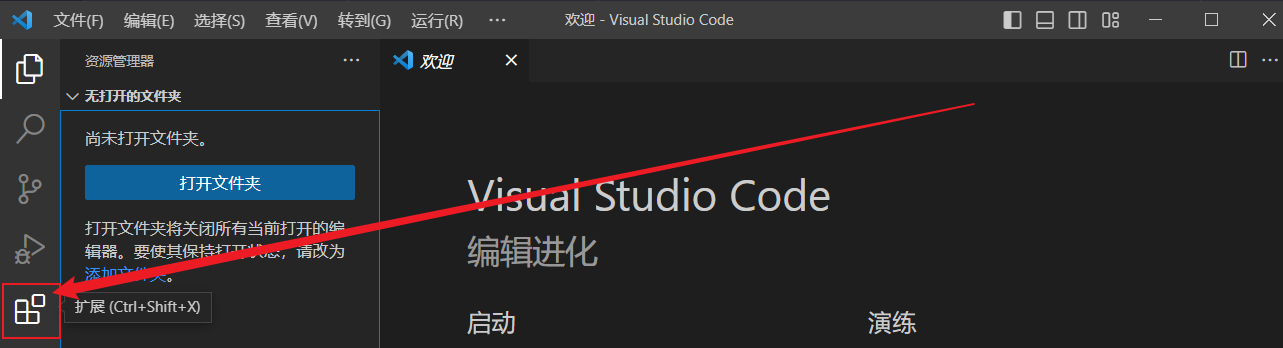 文件(F) 编辑(E) 选择(S) 查看(V) 转到(G) 运行(R) ··· 欢迎 - Visual Studio Code
资源管理器 ···
欢迎
无打开的文件夹
尚未打开文件夹。
打开文件夹
打开文件夹将关闭所有当前打开的编
辑器。要使其保持打开状态，请改为
添加文件夹。
扩展 (Ctrl+Shift+X)
Visual Studio Code
编辑进化
启动
演练